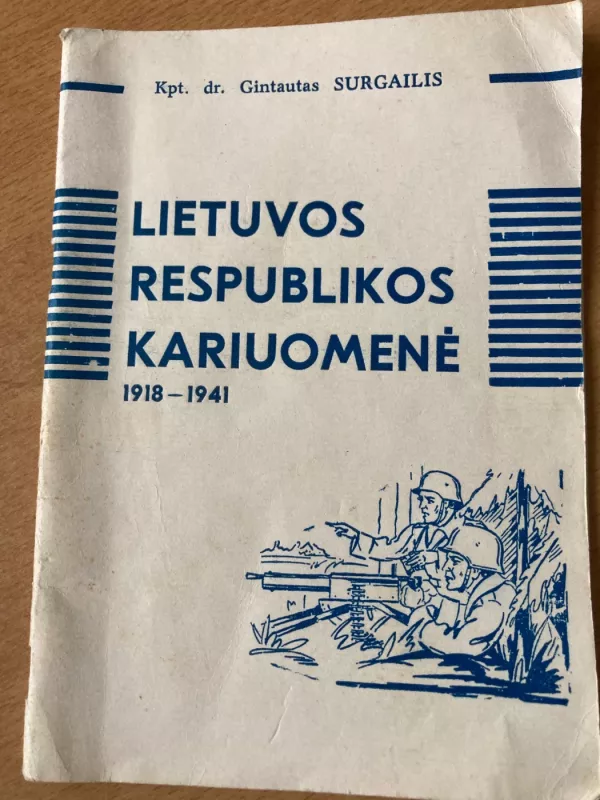 Kpt. dr. Gintautas SURGAILIS
LIETUVOS
RESPUBLIKOS
KARIUOMENĖ
1918 – 1941